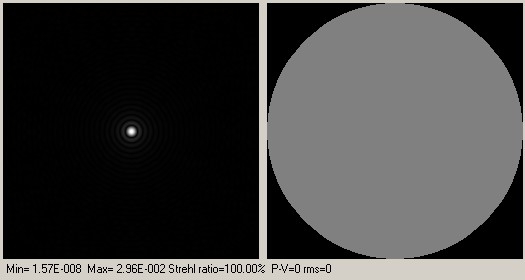 Min= 1.57E-008 Max= 2.96E-002 Strehl ratio=100.00% P-V=0 rms=0